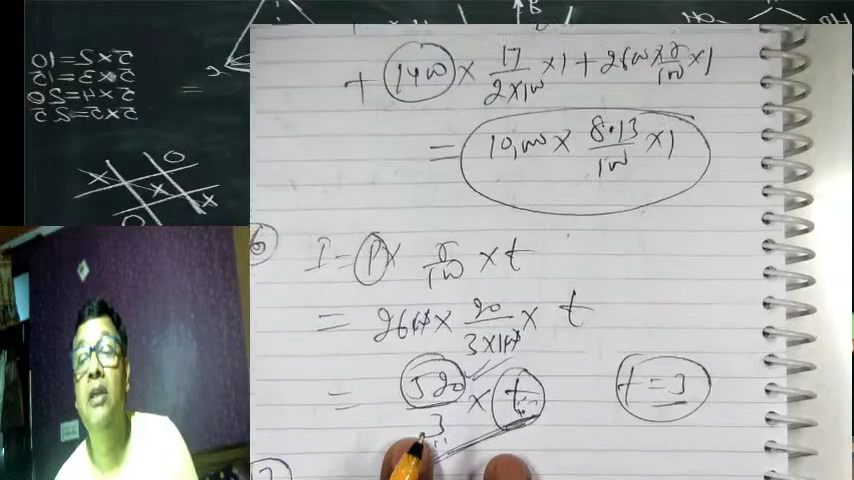 5×2=10
5×3=15
5×4=20
5×5=25
+ 1400 × 17/2×100 ×1 + 2600×r/100×1
= 10,000 × 8.13/100 ×1
6 I = P× r/100 ×t
= 2600× 20/3×100 × t
= 520/3 × t
t = 3